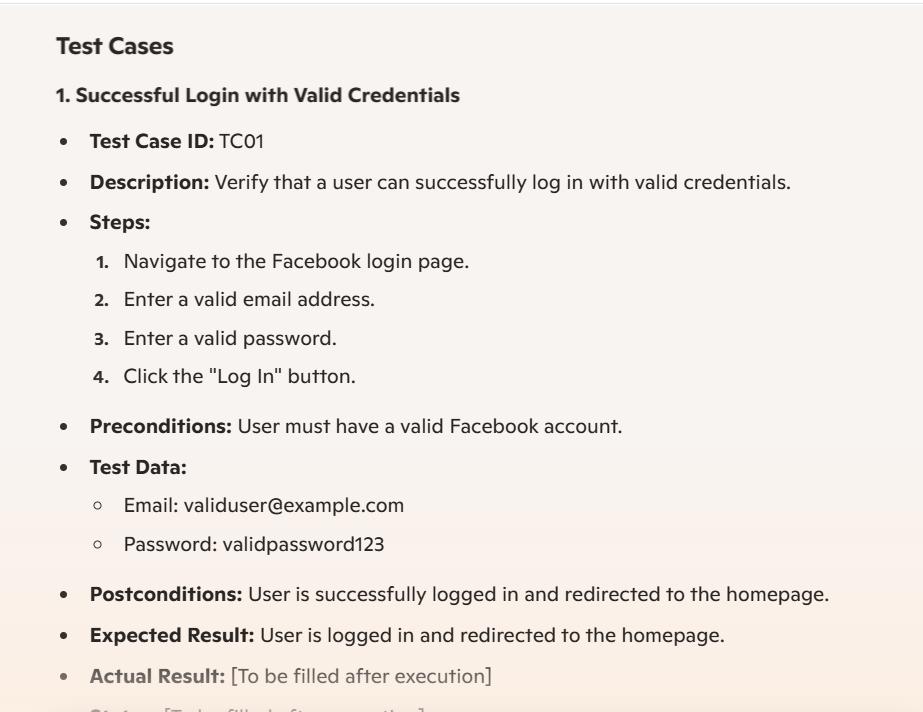 Test Cases
1. Successful Login with Valid Credentials
• Test Case ID: TC01
• Description: Verify that a user can successfully log in with valid credentials.
• Steps:
1. Navigate to the Facebook login page.
2. Enter a valid email address.
3. Enter a valid password.
4. Click the "Log In" button.
• Preconditions: User must have a valid Facebook account.
• Test Data:
○ Email: validuser@example.com
○ Password: validpassword123
• Postconditions: User is successfully logged in and redirected to the homepage.
• Expected Result: User is logged in and redirected to the homepage.
• Actual Result: [To be filled after execution]